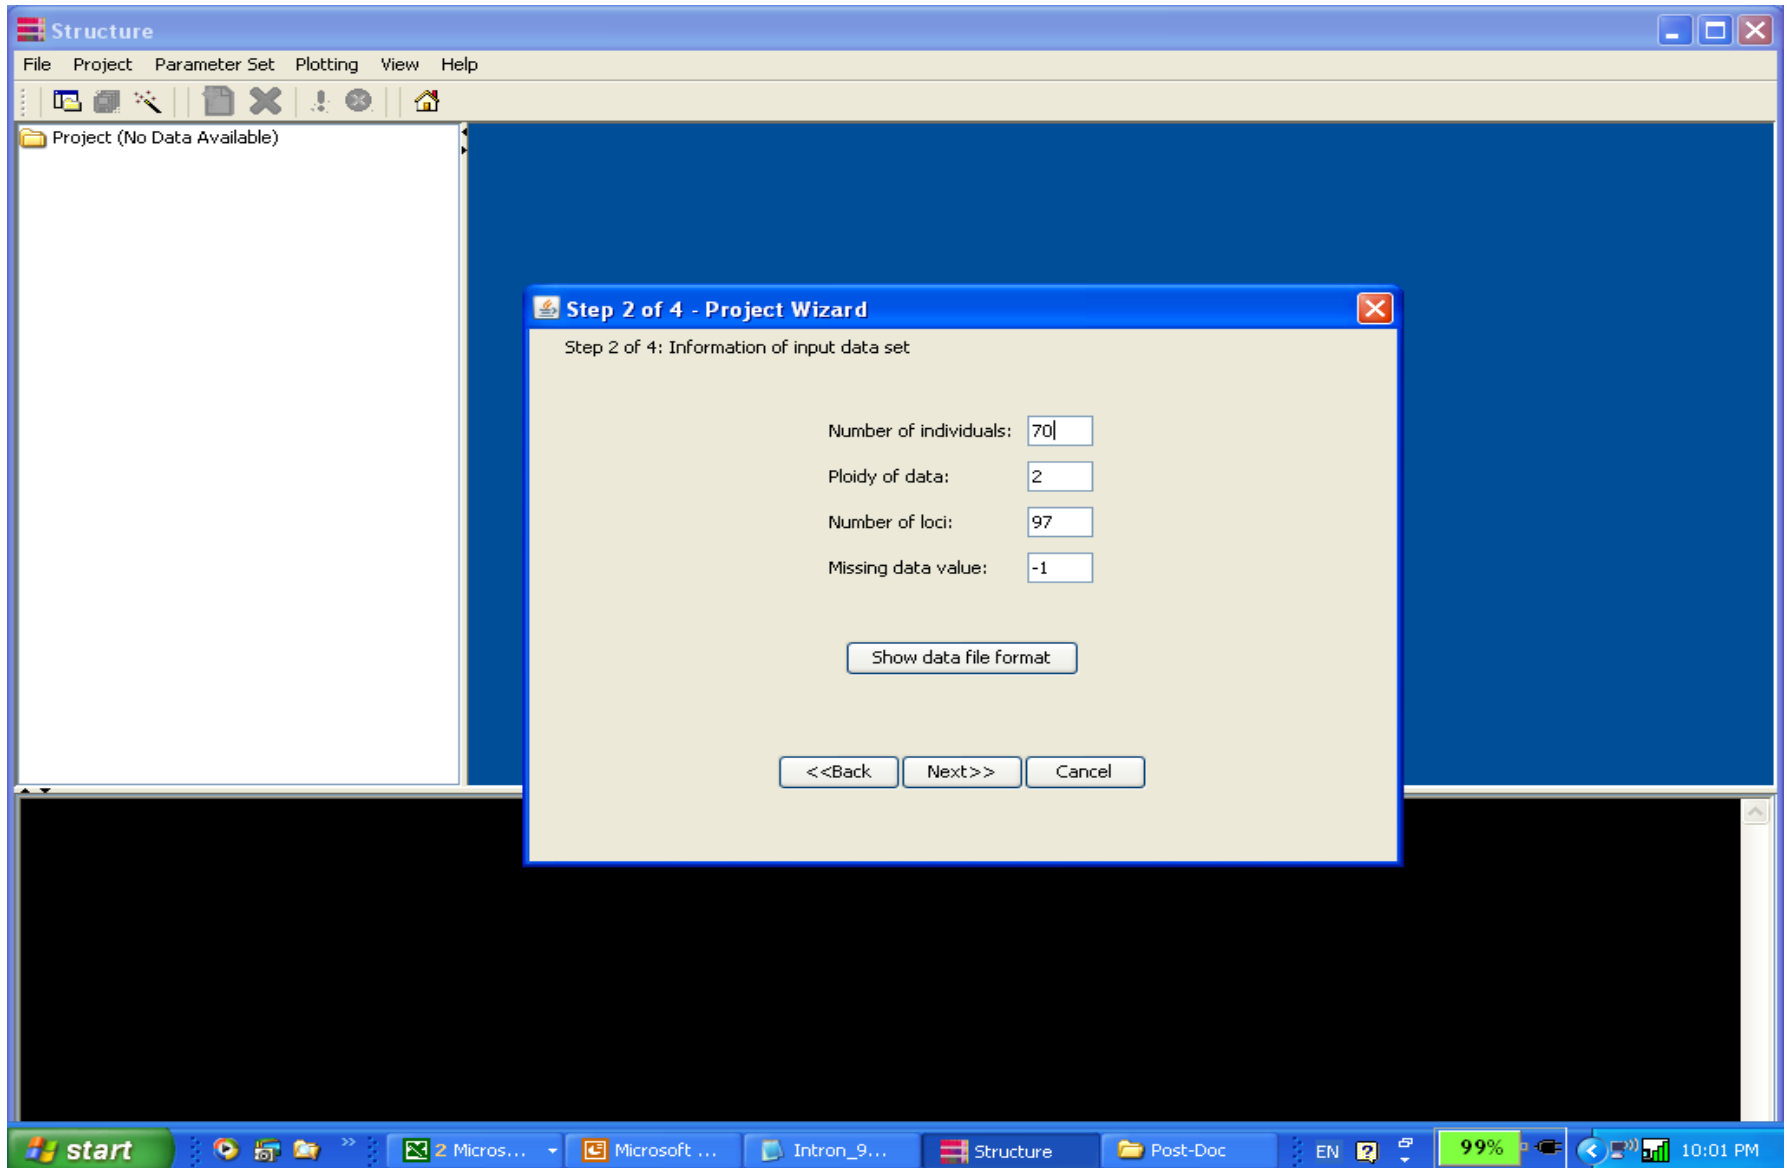 Structure
File Project Parameter Set Plotting View Help
Project (No Data Available)
Step 2 of 4 - Project Wizard
Step 2 of 4: Information of input data set
Number of individuals: 70
Ploidy of data: 2
Number of loci: 97
Missing data value: -1
Show data file format
<<Back Next>> Cancel
start » 2 Micros... Microsoft ... Intron_9... Structure Post-Doc EN 99% 10:01 PM